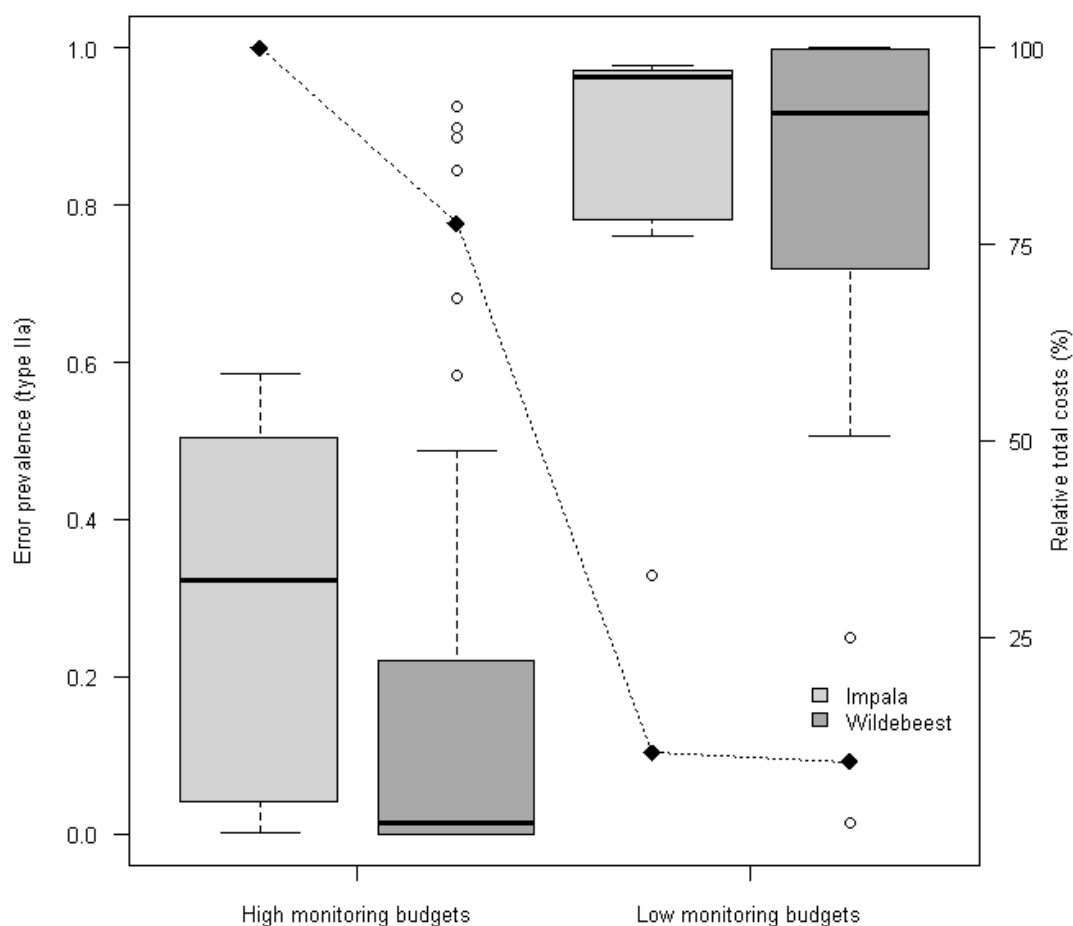 1.0
0.8
0.6
0.4
0.2
0.0
Error prevalence (type IIa)
100
75
50
25
Relative total costs (%)
Impala
Wildebeest
High monitoring budgets
Low monitoring budgets